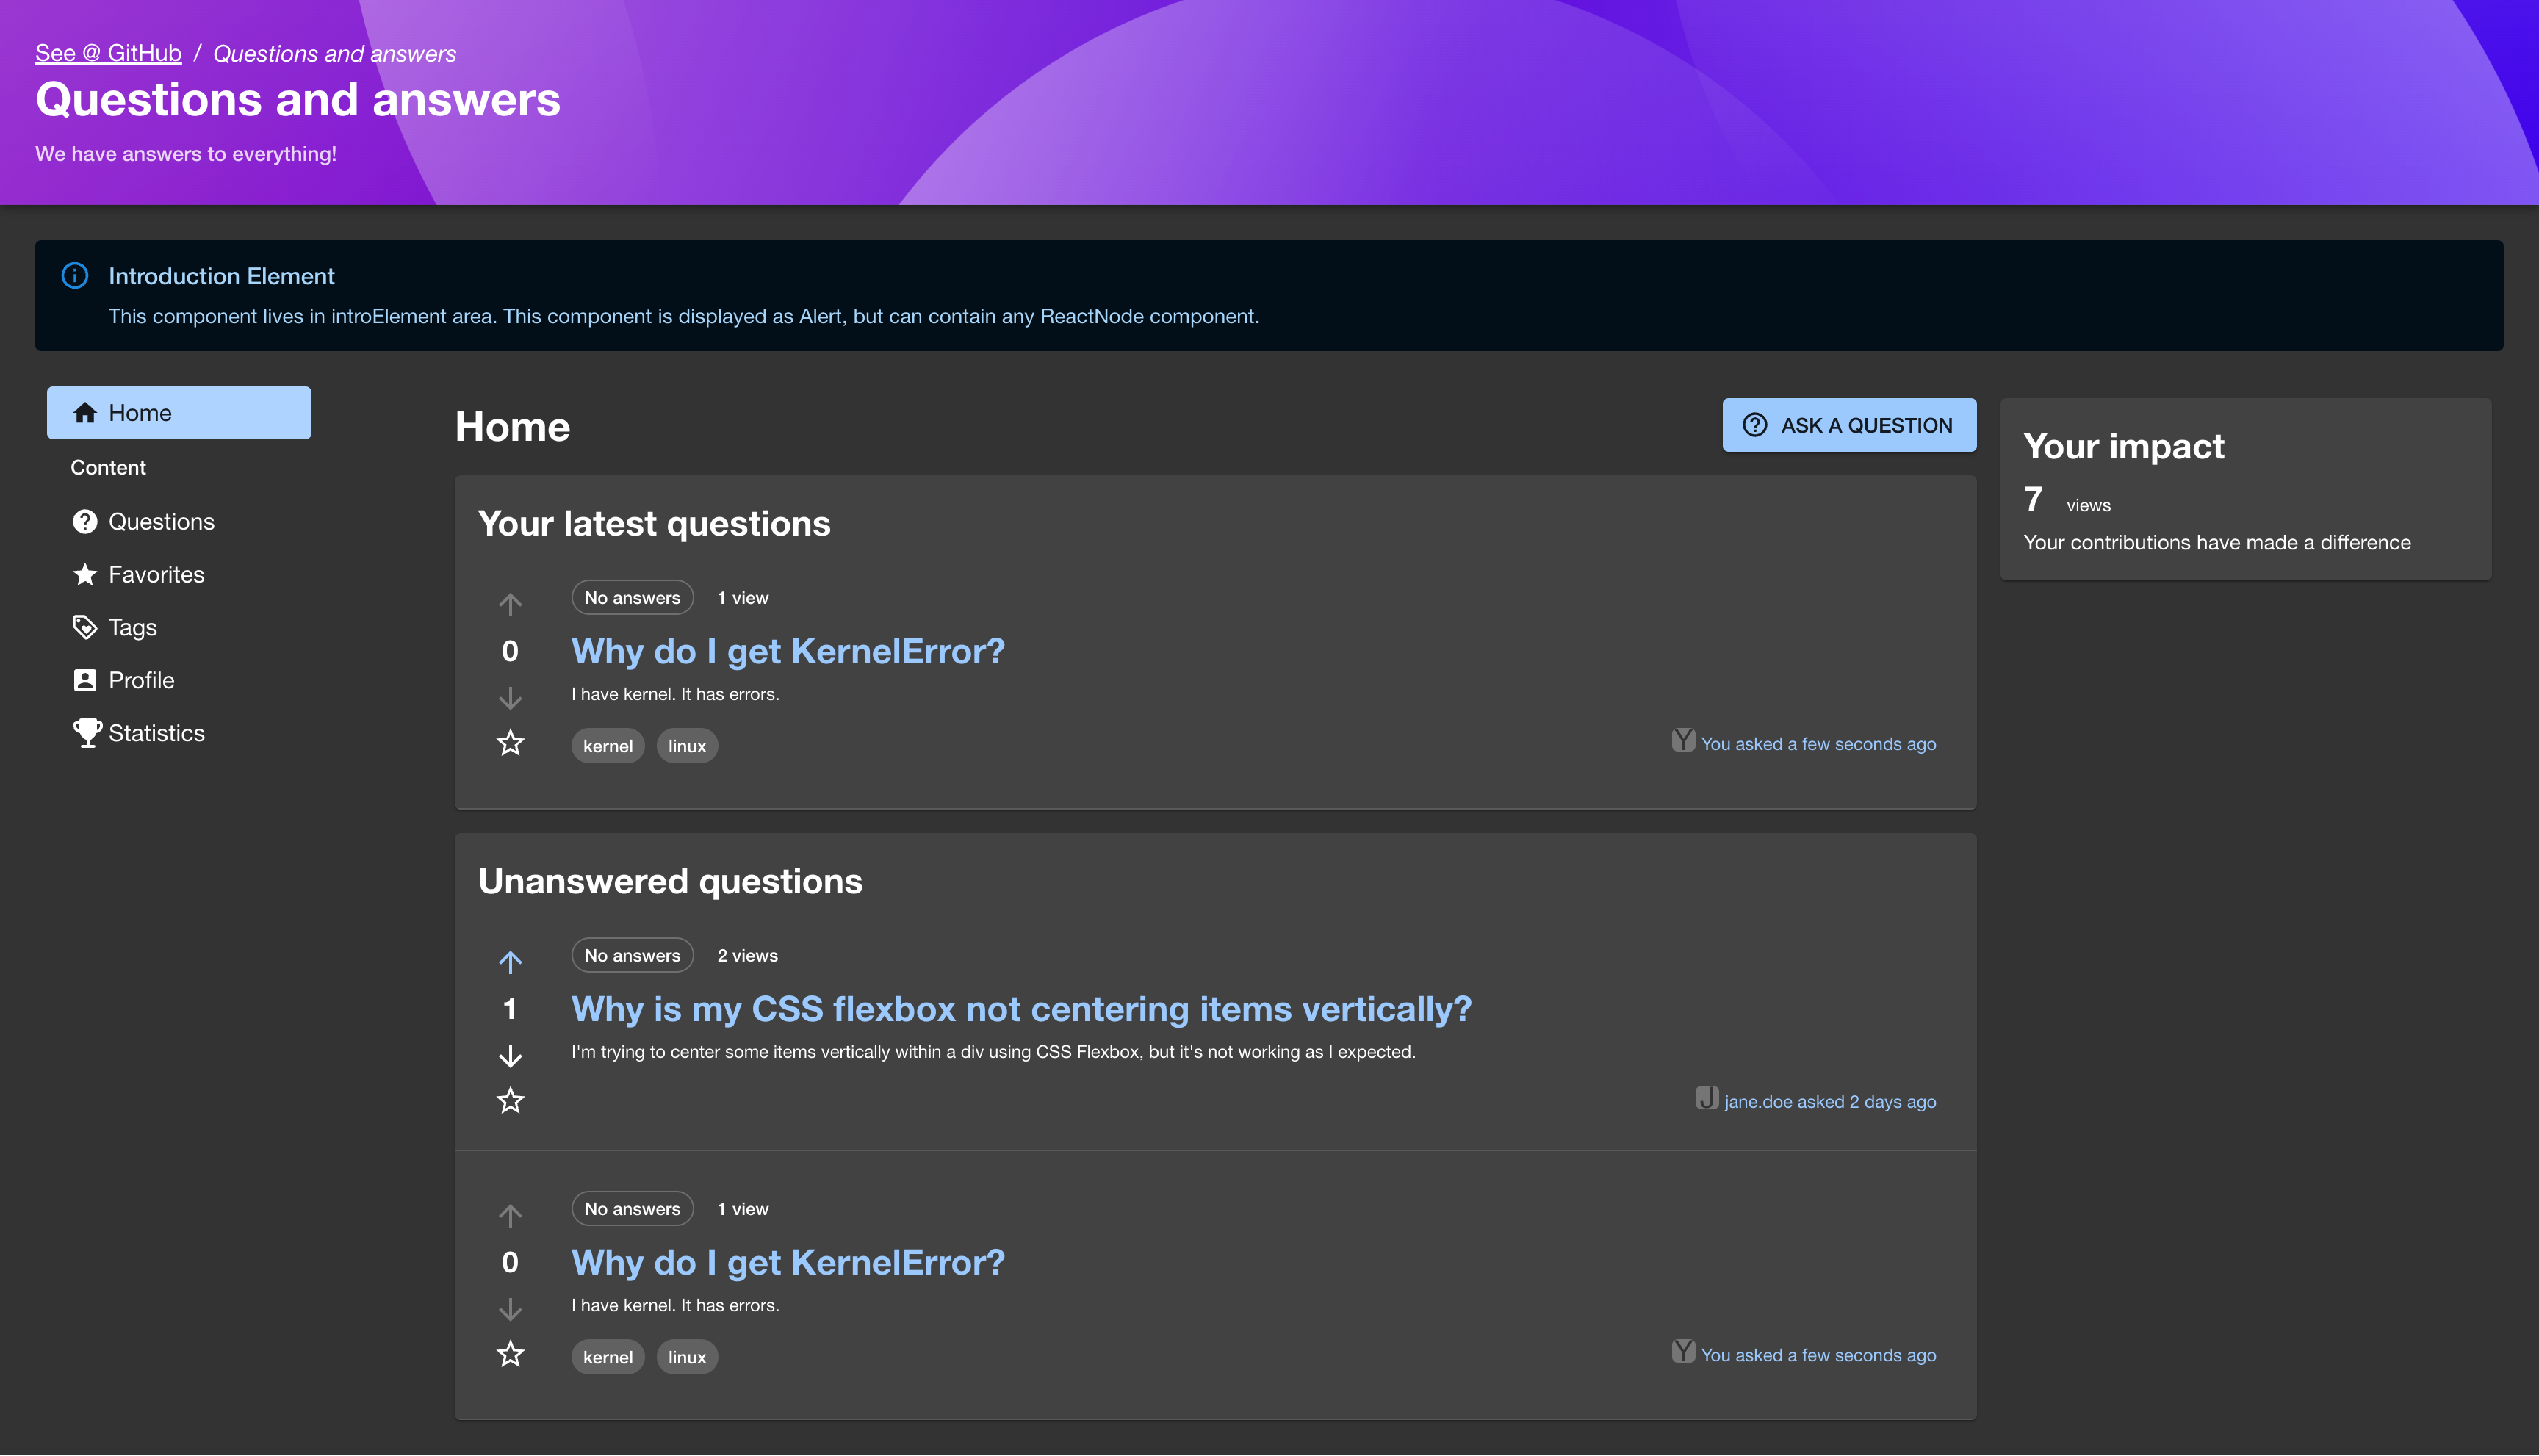 See @ GitHub / Questions and answers
Questions and answers
We have answers to everything!
Introduction Element
This component lives in introElement area. This component is displayed as Alert, but can contain any ReactNode component.
Home
Content
Questions
Favorites
Tags
Profile
Statistics
Home
ASK A QUESTION
Your latest questions
No answers 1 view
0
Why do I get KernelError?
I have kernel. It has errors.
kernel linux
Y You asked a few seconds ago
Unanswered questions
No answers 2 views
1
Why is my CSS flexbox not centering items vertically?
I'm trying to center some items vertically within a div using CSS Flexbox, but it's not working as I expected.
J jane.doe asked 2 days ago
No answers 1 view
0
Why do I get KernelError?
I have kernel. It has errors.
kernel linux
Y You asked a few seconds ago
Your impact
7 views
Your contributions have made a difference